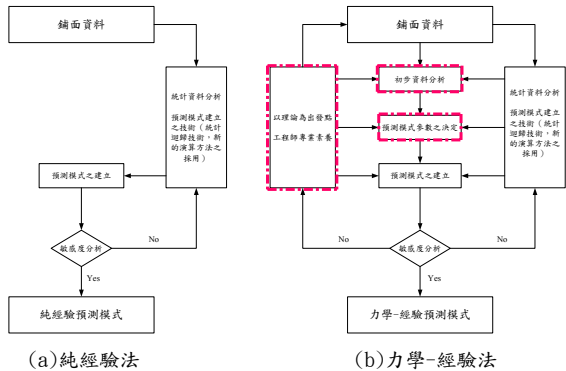 鋪面資料
統計資料分析
預測模式建立
之技術（統計
迴歸技術，新
的演算方法之
採用）
預測模式之建立
敏感度分析
No
Yes
純經驗預測模式
(a)純經驗法
鋪面資料
初步資料分析
以理論為出發點
工程師專業素養
預測模式參數之決定
統計資料分析
預測模式建立
之技術（統計
迴歸技術，新
的演算方法之
採用）
預測模式之建立
敏感度分析
No
No
Yes
力學-經驗預測模式
(b)力學-經驗法